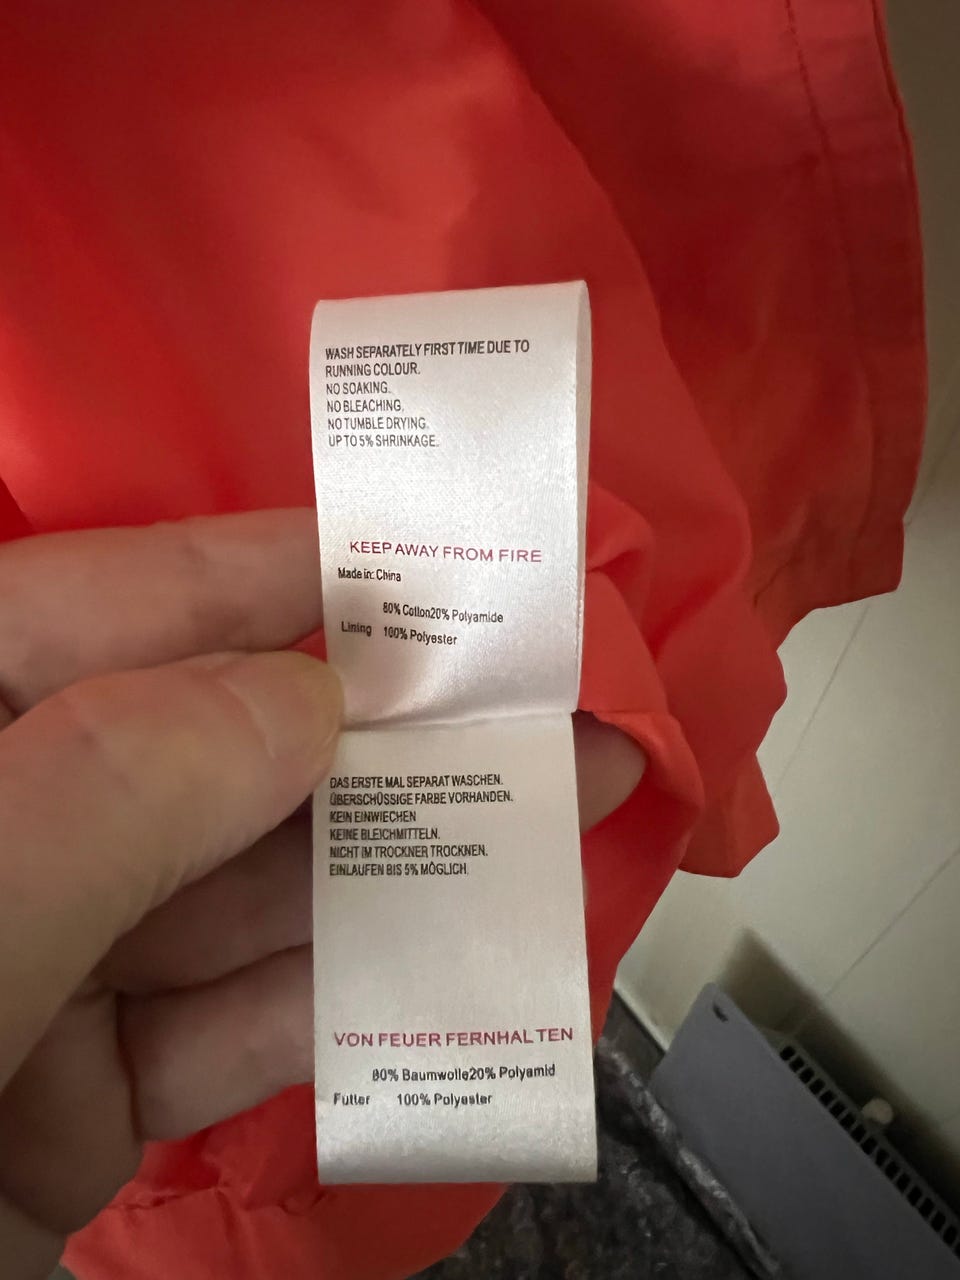 WASH SEPARATELY FIRST TIME DUE TO
RUNNING COLOUR.
NO SOAKING.
NO BLEACHING.
NO TUMBLE DRYING.
UP TO 5% SHRINKAGE.
KEEP AWAY FROM FIRE
Made in: China
80% Cotton20% Polyamide
Lining 100% Polyester
DAS ERSTE MAL SEPARAT WASCHEN.
ÜBERSCHÜSSIGE FARBE VORHANDEN.
KEIN EINWIECHEN
KEINE BLEICHMITTELN.
NICHT IM TROCKNER TROCKNEN.
EINLAUFEN BIS 5% MÖGLICH.
VON FEUER FERNHALTEN
80% Baumwolle20% Polyamid
Futter 100% Polyester